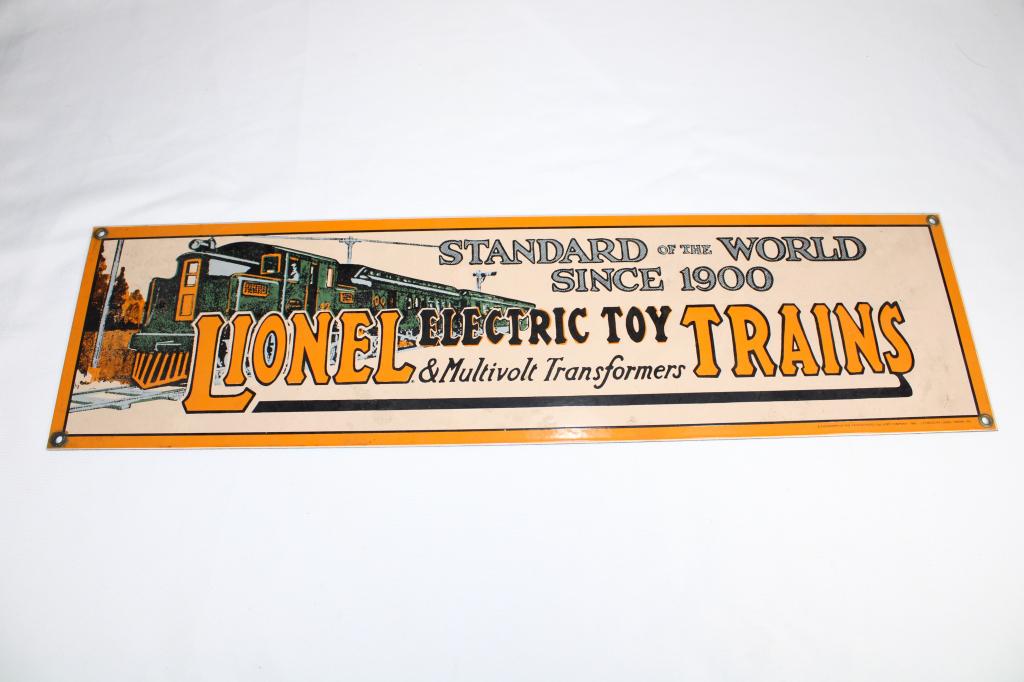 STANDARD OF THE WORLD
SINCE 1900
LIONEL ELECTRIC TOY TRAINS
& Multivolt Transformers